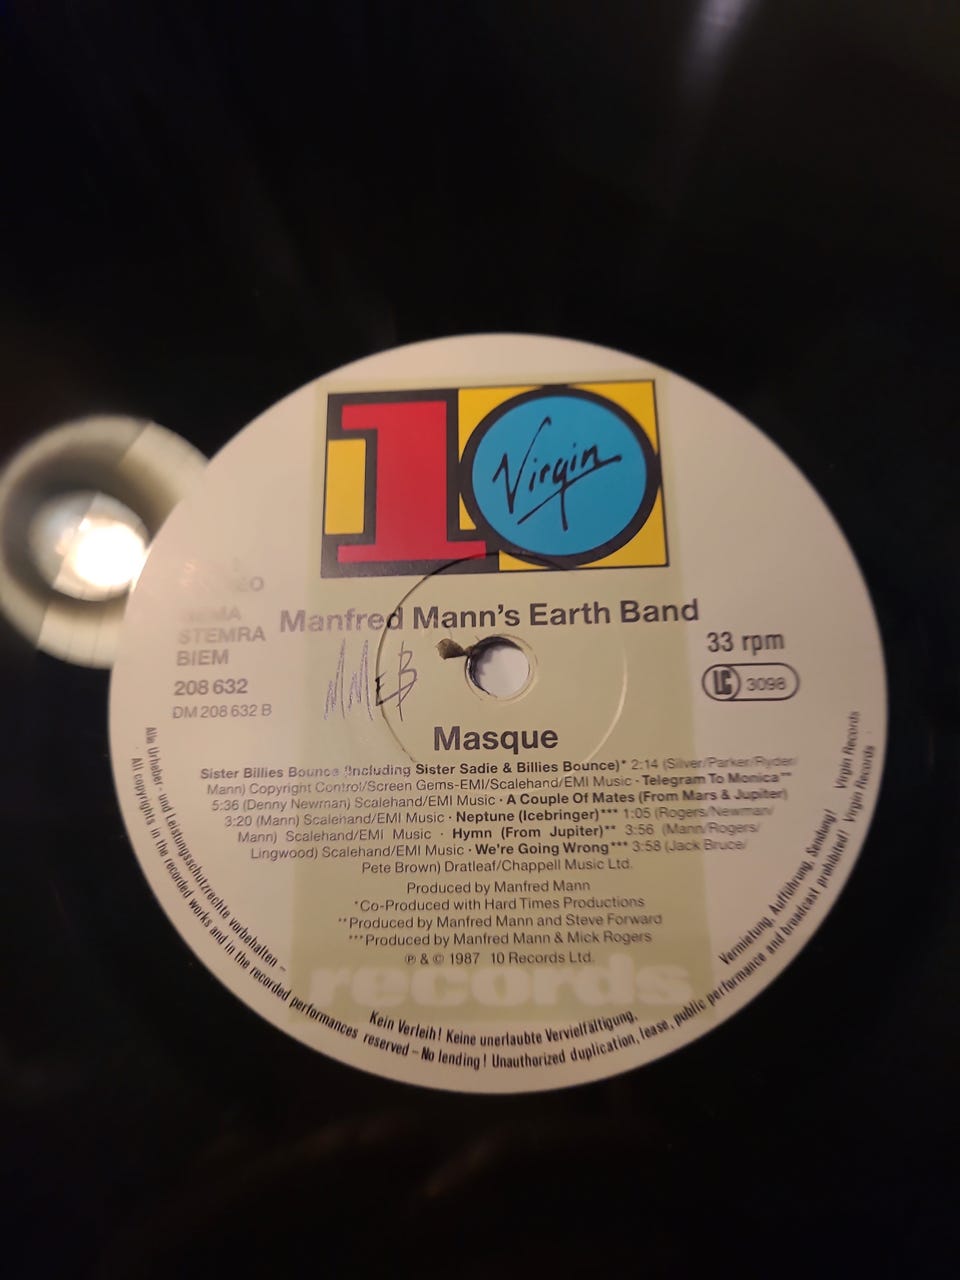 10
Virgin
STEREO
GEMA
STEMRA
BIEM
208 632
DM 208 632 B
Manfred Mann's Earth Band
MMEB
33 rpm
LC 3098
Masque
Sister Billies Bounce (Including Sister Sadie & Billies Bounce)* 2:14 (Silver/Parker/Ryder/
Mann) Copyright Control/Screen Gems-EMI/Scalehand/EMI Music · Telegram To Monica**
5:36 (Denny Newman) Scalehand/EMI Music · A Couple Of Mates (From Mars & Jupiter)
3:20 (Mann) Scalehand/EMI Music · Neptune (Icebringer)*** 1:05 (Rogers/Newman/
Mann) Scalehand/EMI Music · Hymn (From Jupiter)** 3:56 (Mann/Rogers/
Lingwood) Scalehand/EMI Music · We're Going Wrong*** 3:58 (Jack Bruce/
Pete Brown) Dratleaf/Chappell Music Ltd.
Produced by Manfred Mann
*Co-Produced with Hard Times Productions
**Produced by Manfred Mann and Steve Forward
***Produced by Manfred Mann & Mick Rogers
℗ & © 1987 10 Records Ltd.
records
Alle Urheber- und Leistungsschutzrechte vorbehalten – Kein Verleih! Keine unerlaubte Vervielfältigung, Vermietung, Aufführung, Sendung! Virgin Records
· All copyrights in the recorded works and in the recorded performances reserved – No lending! Unauthorized duplication, lease, public performance and broadcast prohibited! Virgin Records